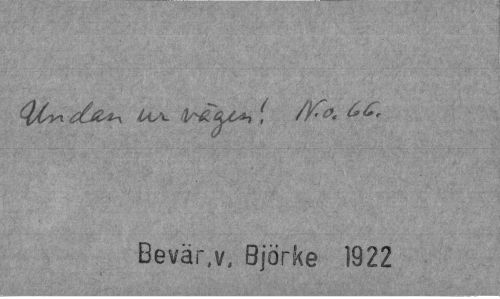 Undan ur vägen! N.o. 66.
Bevär.v. Björke 1922